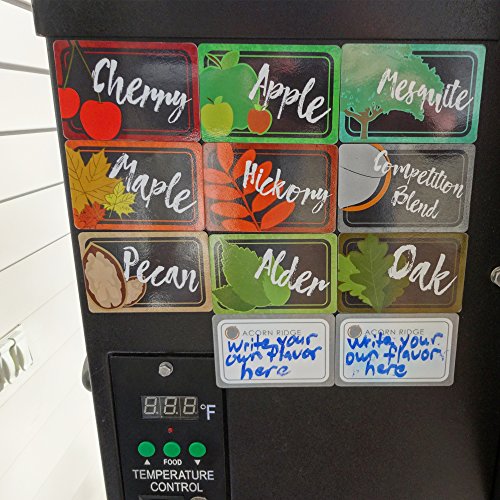 Cherry
Apple
Mesquite
Maple
Hickory
Competition
Blend
Pecan
Alder
Oak
ACORN RIDGE
Write your
own flavor
here
ACORN RIDGE
Write your
own flavor
here
°F
FOOD
TEMPERATURE
CONTROL